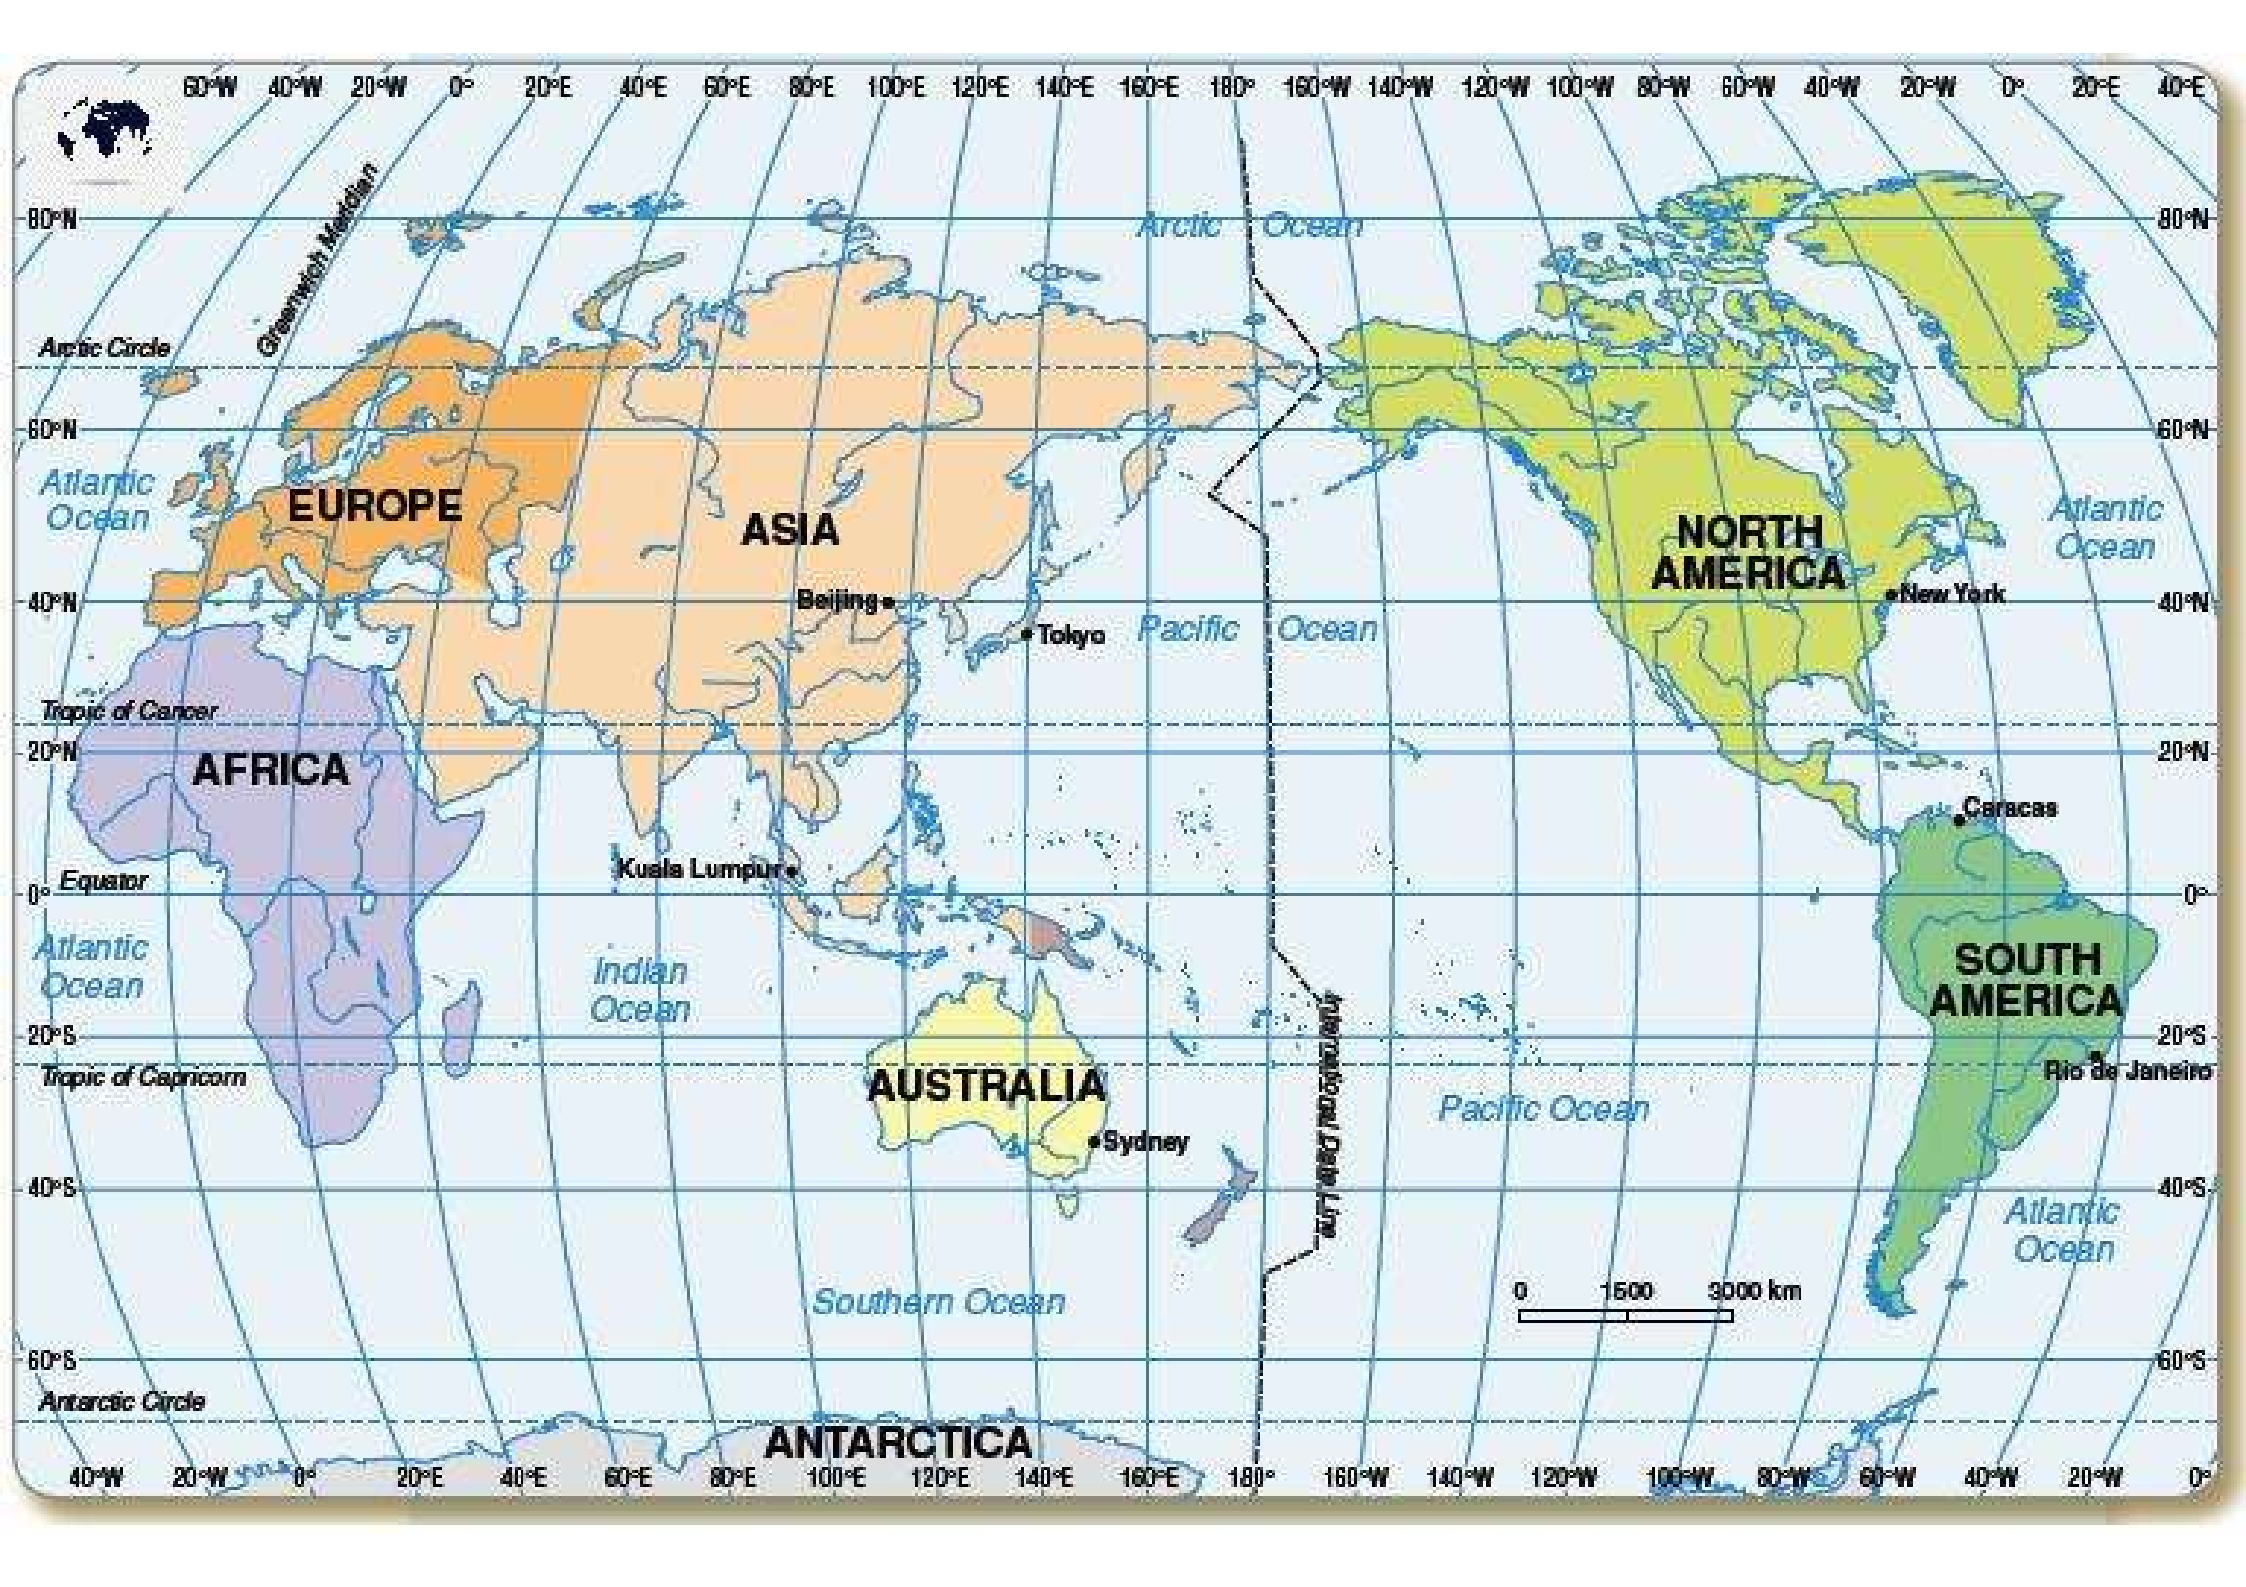 60°W 40°W 20°W 0° 20°E 40°E 60°E 80°E 100°E 120°E 140°E 160°E 180° 160°W 140°W 120°W 100°W 80°W 60°W 40°W 20°W 0° 20°E 40°E
Greenwich Meridian
80°N
Arctic Ocean
80°N
Arctic Circle
60°N
60°N
Atlantic
Ocean
EUROPE
ASIA
NORTH
AMERICA
Atlantic
Ocean
40°N
Beijing
New York
40°N
Tokyo
Pacific Ocean
Tropic of Cancer
20°N
20°N
AFRICA
Caracas
Kuala Lumpur
Equator
0°
0°
Atlantic
Ocean
Indian
Ocean
SOUTH
AMERICA
20°S
20°S
International Date Line
Tropic of Capricorn
AUSTRALIA
Rio de Janeiro
Pacific Ocean
Sydney
40°S
40°S
Atlantic
Ocean
Southern Ocean
0 1500 3000 km
60°S
60°S
Antarctic Circle
ANTARCTICA
40°W 20°W 0° 20°E 40°E 60°E 80°E 100°E 120°E 140°E 160°E 180° 160°W 140°W 120°W 100°W 80°W 60°W 40°W 20°W 0°